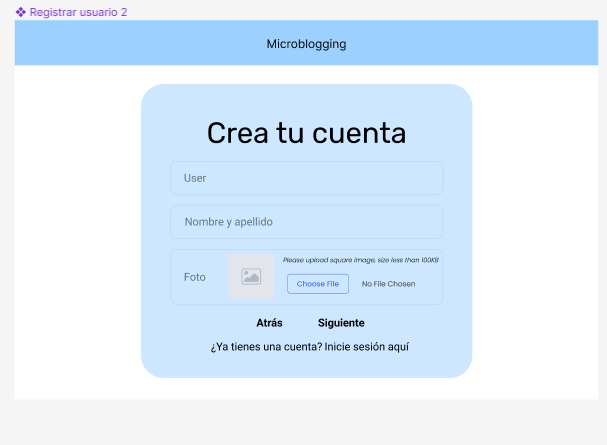 Registrar usuario 2
Microblogging
Crea tu cuenta
User
Nombre y apellido
Foto
Please upload square image, size less than 100KB
Choose File
No File Chosen
Atrás
Siguiente
¿Ya tienes una cuenta? Inicie sesión aquí